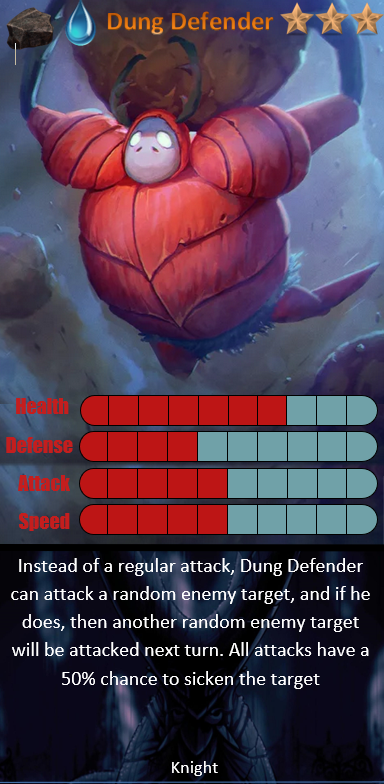 Dung Defender
Health
Defense
Attack
Speed
Instead of a regular attack, Dung Defender
can attack a random enemy target, and if he
does, then another random enemy target
will be attacked next turn. All attacks have a
50% chance to sicken the target
Knight